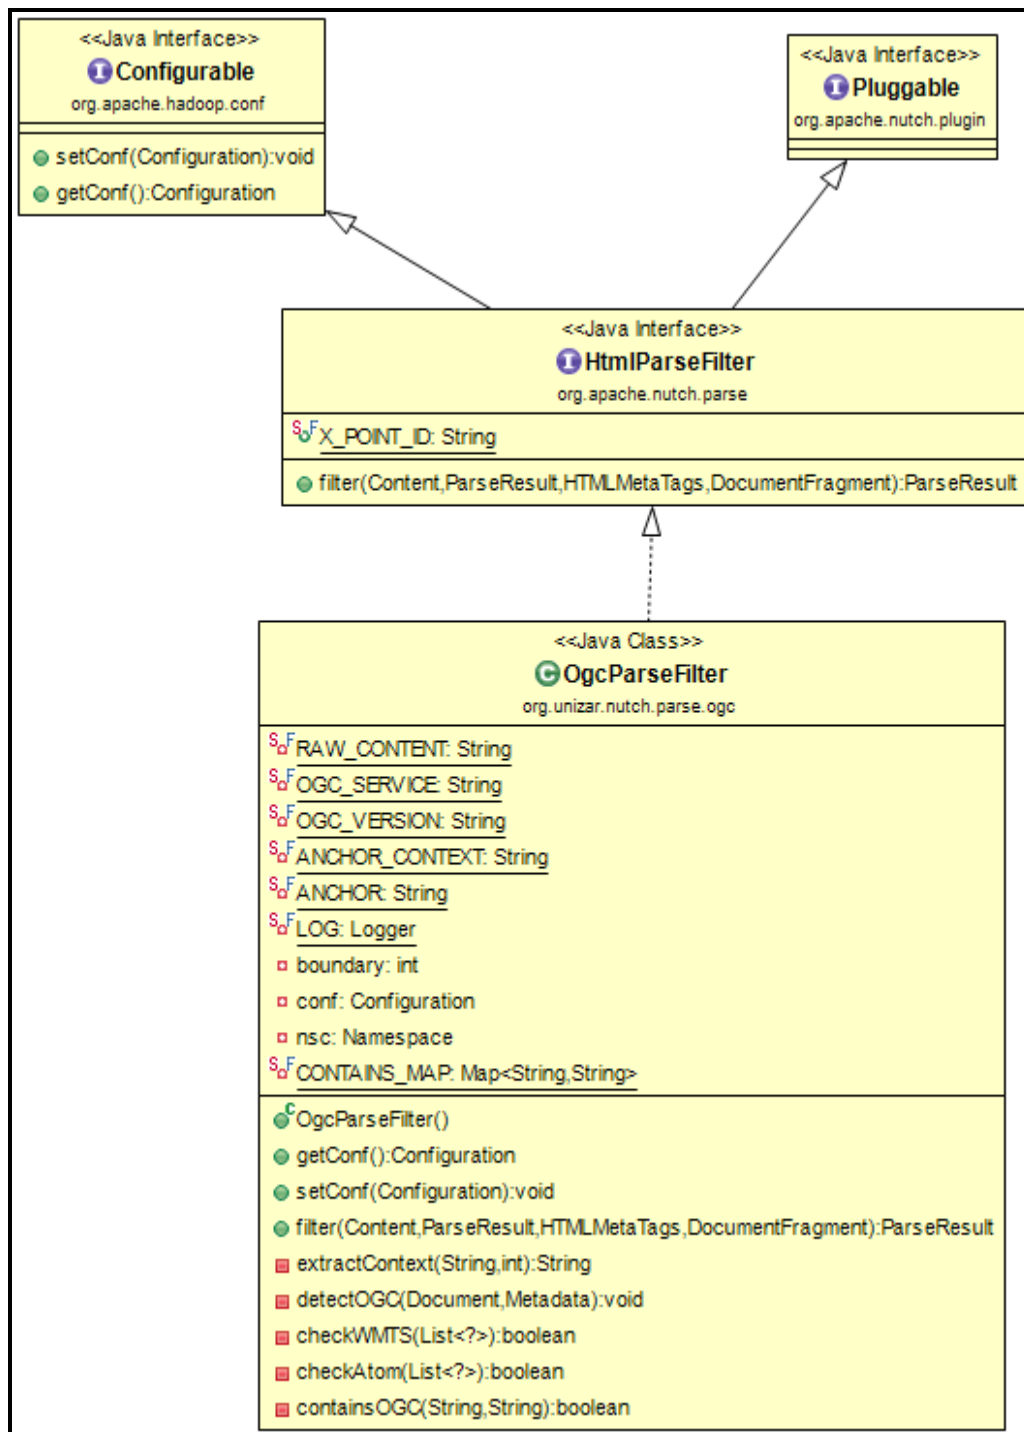 <<Java Interface>>
Configurable
org.apache.hadoop.conf
setConf(Configuration):void
getConf():Configuration
<<Java Interface>>
Pluggable
org.apache.nutch.plugin
<<Java Interface>>
HtmlParseFilter
org.apache.nutch.parse
X_POINT_ID: String
filter(Content,ParseResult,HTMLMetaTags,DocumentFragment):ParseResult
<<Java Class>>
OgcParseFilter
org.unizar.nutch.parse.ogc
RAW_CONTENT: String
OGC_SERVICE: String
OGC_VERSION: String
ANCHOR_CONTEXT: String
ANCHOR: String
LOG: Logger
boundary: int
conf: Configuration
nsc: Namespace
CONTAINS_MAP: Map<String,String>
OgcParseFilter()
getConf():Configuration
setConf(Configuration):void
filter(Content,ParseResult,HTMLMetaTags,DocumentFragment):ParseResult
extractContext(String,int):String
detectOGC(Document,Metadata):void
checkWMTS(List<?>):boolean
checkAtom(List<?>):boolean
containsOGC(String,String):boolean